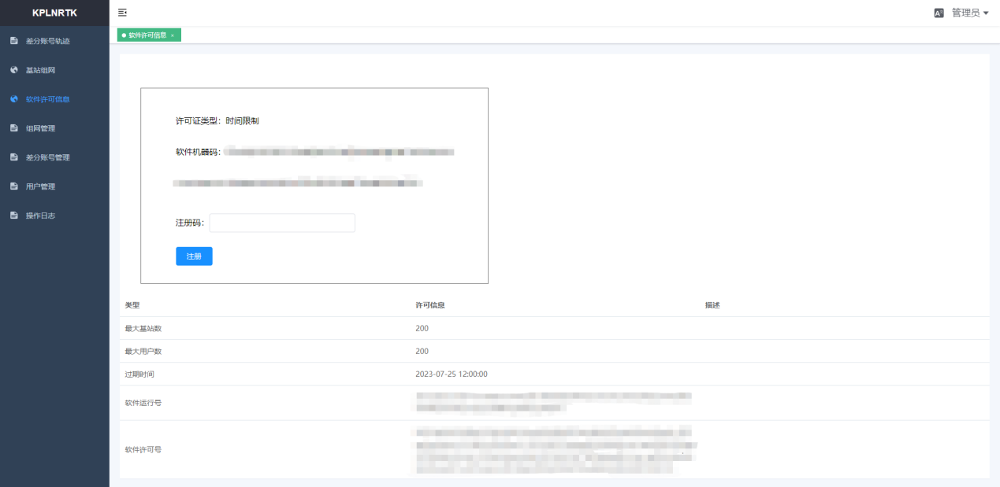 KPLNRTK
管理员
差分账号轨迹
基站组网
软件许可信息
组网管理
差分账号管理
用户管理
操作日志
软件许可信息 ×
许可证类型：时间限制
软件机器码：
注册码：
注册
类型 许可信息 描述
最大基站数 200
最大用户数 200
过期时间 2023-07-25 12:00:00
软件运行号
软件许可号